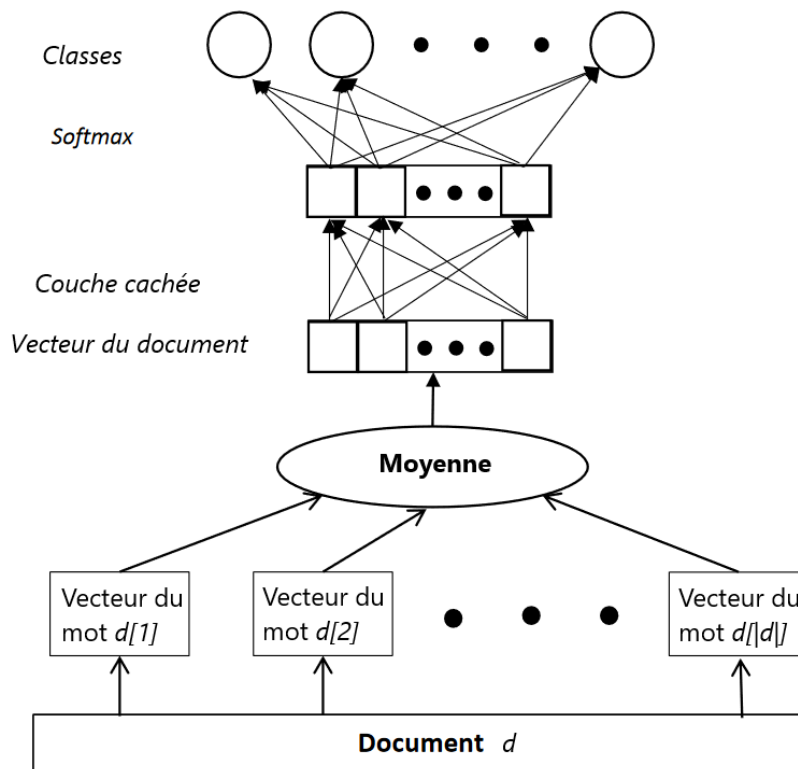 Classes
Softmax
Couche cachée
Vecteur du document
Moyenne
Vecteur du
mot d[1]
Vecteur du
mot d[2]
Vecteur du
mot d[|d|]
Document d